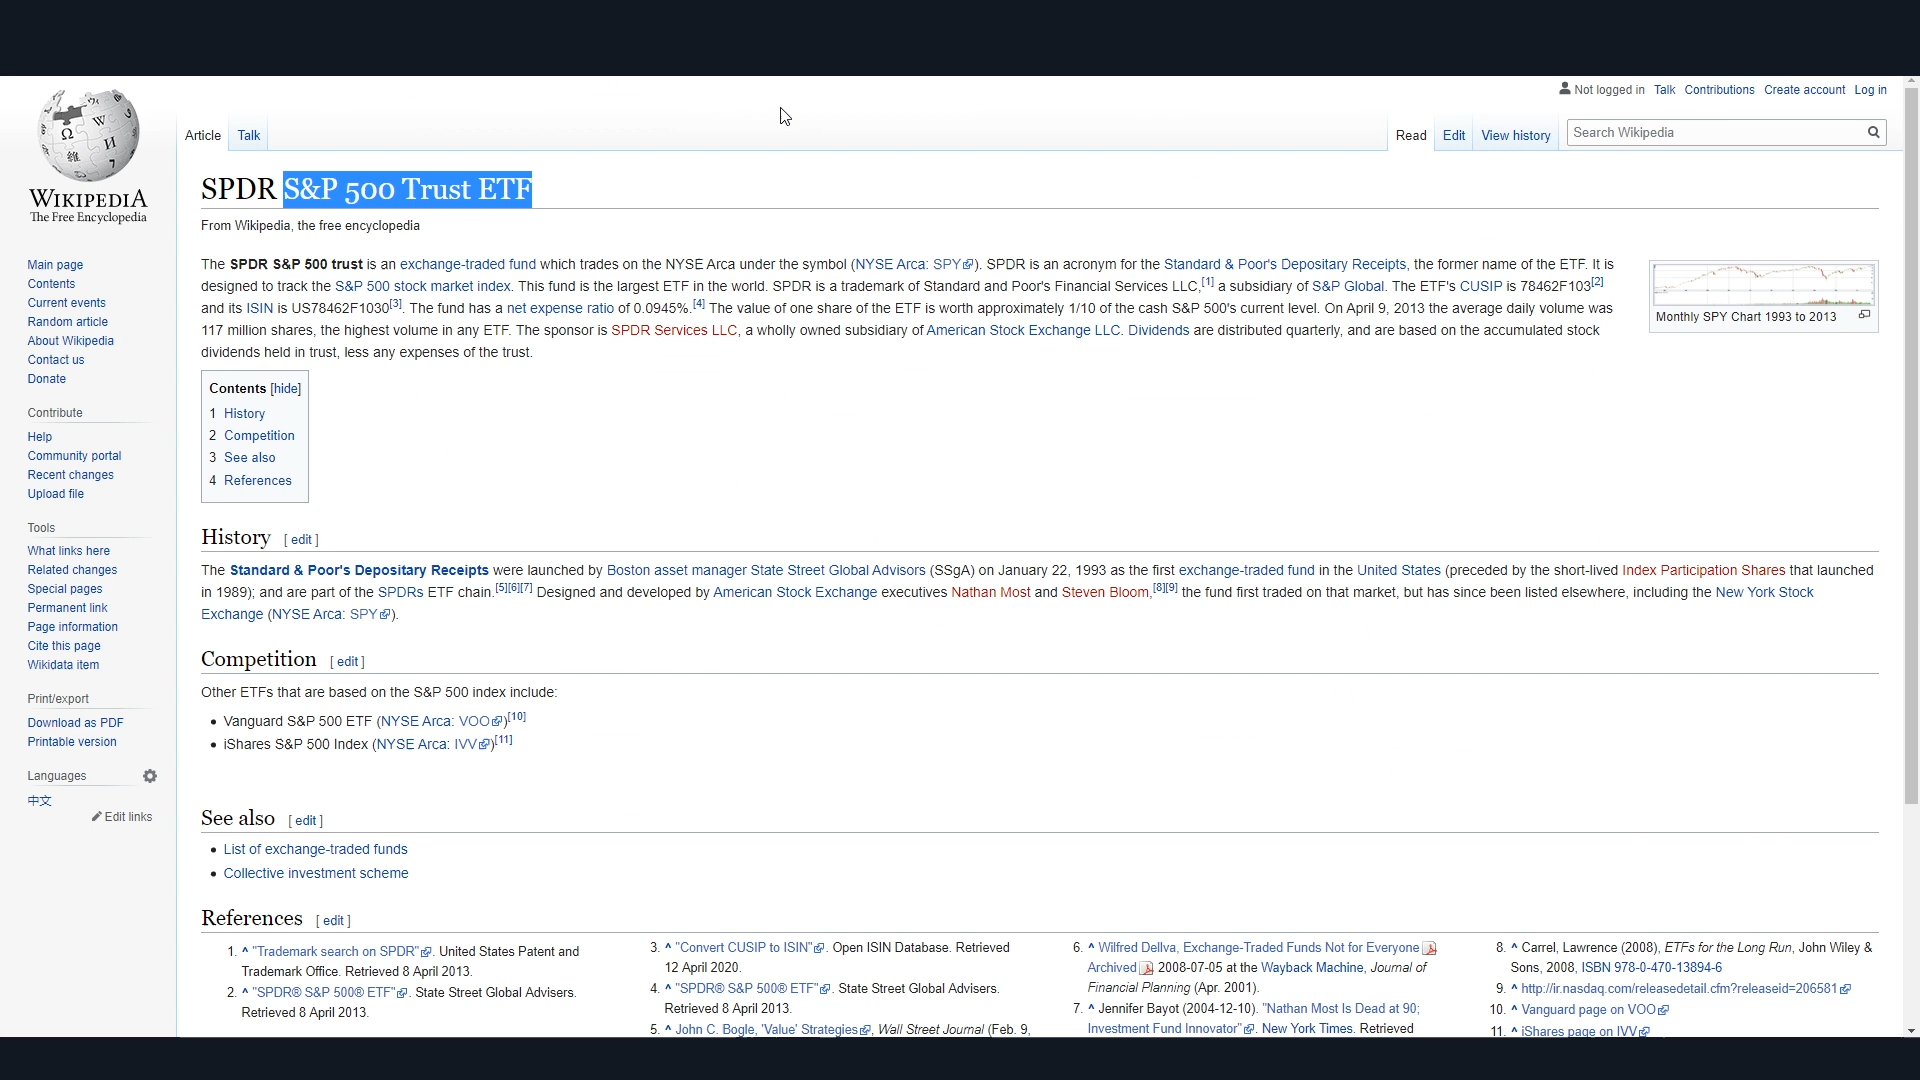 Not logged in Talk Contributions Create account Log in
Article Talk Read Edit View history Search Wikipedia
WIKIPEDIA
The Free Encyclopedia
Main page
Contents
Current events
Random article
About Wikipedia
Contact us
Donate
Contribute
Help
Community portal
Recent changes
Upload file
Tools
What links here
Related changes
Special pages
Permanent link
Page information
Cite this page
Wikidata item
Print/export
Download as PDF
Printable version
Languages
中文
Edit links
SPDR S&P 500 Trust ETF
From Wikipedia, the free encyclopedia
The SPDR S&P 500 trust is an exchange-traded fund which trades on the NYSE Arca under the symbol (NYSE Arca: SPY). SPDR is an acronym for the Standard & Poor's Depositary Receipts, the former name of the ETF. It is
designed to track the S&P 500 stock market index. This fund is the largest ETF in the world. SPDR is a trademark of Standard and Poor's Financial Services LLC,[1] a subsidiary of S&P Global. The ETF's CUSIP is 78462F103[2]
and its ISIN is US78462F1030[3]. The fund has a net expense ratio of 0.0945%.[4] The value of one share of the ETF is worth approximately 1/10 of the cash S&P 500's current level. On April 9, 2013 the average daily volume was
117 million shares, the highest volume in any ETF. The sponsor is SPDR Services LLC, a wholly owned subsidiary of American Stock Exchange LLC. Dividends are distributed quarterly, and are based on the accumulated stock
dividends held in trust, less any expenses of the trust.
Monthly SPY Chart 1993 to 2013
Contents [hide]
1 History
2 Competition
3 See also
4 References
History [ edit ]
The Standard & Poor's Depositary Receipts were launched by Boston asset manager State Street Global Advisors (SSgA) on January 22, 1993 as the first exchange-traded fund in the United States (preceded by the short-lived Index Participation Shares that launched
in 1989); and are part of the SPDRs ETF chain.[5][6][7] Designed and developed by American Stock Exchange executives Nathan Most and Steven Bloom,[8][9] the fund first traded on that market, but has since been listed elsewhere, including the New York Stock
Exchange (NYSE Arca: SPY).
Competition [ edit ]
Other ETFs that are based on the S&P 500 index include:
• Vanguard S&P 500 ETF (NYSE Arca: VOO)[10]
• iShares S&P 500 Index (NYSE Arca: IVV)[11]
See also [ edit ]
• List of exchange-traded funds
• Collective investment scheme
References [ edit ]
1. ^ "Trademark search on SPDR". United States Patent and
Trademark Office. Retrieved 8 April 2013.
2. ^ "SPDR® S&P 500® ETF". State Street Global Advisers.
Retrieved 8 April 2013.
3. ^ "Convert CUSIP to ISIN". Open ISIN Database. Retrieved
12 April 2020.
4. ^ "SPDR® S&P 500® ETF". State Street Global Advisers.
Retrieved 8 April 2013.
5. ^ John C. Bogle, 'Value' Strategies, Wall Street Journal (Feb. 9,
6. ^ Wilfred Dellva, Exchange-Traded Funds Not for Everyone
Archived 2008-07-05 at the Wayback Machine, Journal of
Financial Planning (Apr. 2001).
7. ^ Jennifer Bayot (2004-12-10). "Nathan Most Is Dead at 90;
Investment Fund Innovator". New York Times. Retrieved
8. ^ Carrel, Lawrence (2008), ETFs for the Long Run, John Wiley &
Sons, 2008, ISBN 978-0-470-13894-6
9. ^ http://ir.nasdaq.com/releasedetail.cfm?releaseid=206581
10. ^ Vanguard page on VOO
11. ^ iShares page on IVV